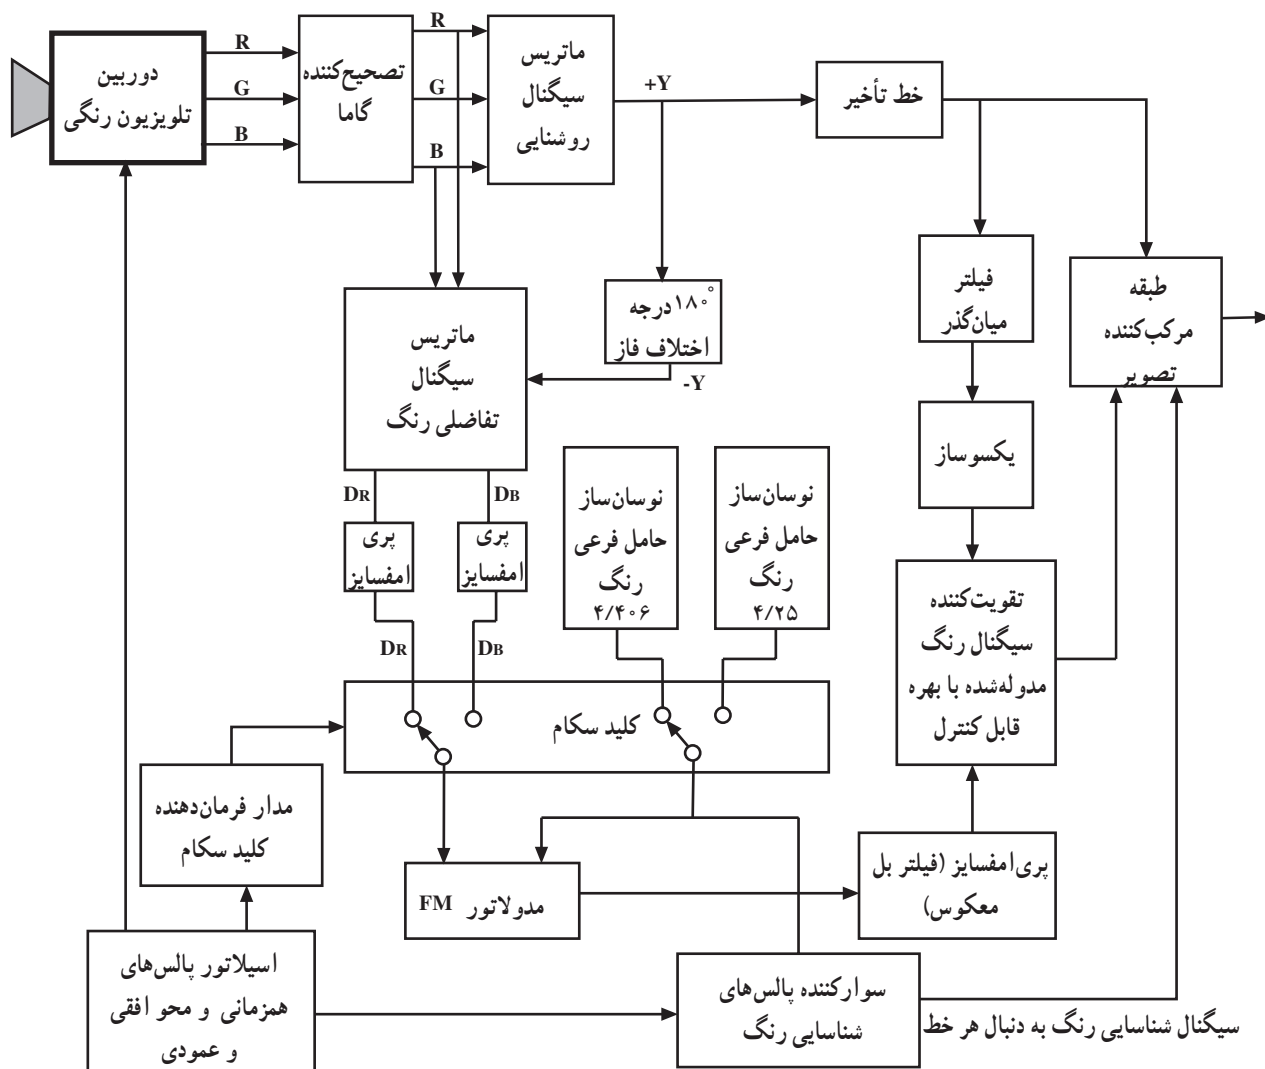 دوربین
تلویزیون رنگی
R
G
B
تصحیح‌کننده
گاما
R
G
B
ماتریس
سیگنال
روشنایی
+Y
خط تأخیر
فیلتر
میان‌گذر
طبقه
مرکب‌کننده
تصویر
۱۸۰° درجه
اختلاف فاز
-Y
ماتریس
سیگنال
تفاضلی رنگ
یکسوساز
DR
DB
نوسان‌ساز
حامل فرعی
رنگ
۴/۴۰۶
نوسان‌ساز
حامل فرعی
رنگ
۴/۲۵
پری
امفسایز
پری
امفسایز
تقویت‌کننده
سیگنال رنگ
مدوله‌شده با بهره
قابل کنترل
DR
DB
کلید سکام
مدار فرمان‌دهنده
کلید سکام
مدولاتور FM
پری‌امفسایز (فیلتر بل
معکوس)
اسیلاتور پالس‌های
همزمانی و محو افقی
و عمودی
سوارکننده پالس‌های
شناسایی رنگ
سیگنال شناسایی رنگ به دنبال هر خط